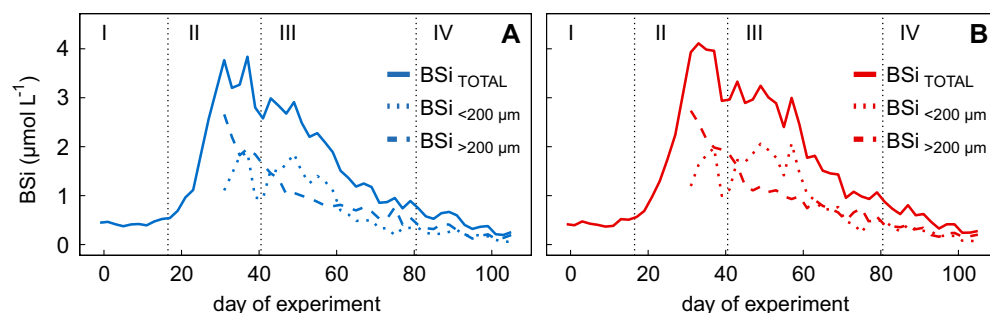 I II III IV A
BSi TOTAL
BSi <200 µm
BSi >200 µm
BSi (µmol L⁻¹)
4
3
2
1
0
0 20 40 60 80 100
day of experiment
I II III IV B
BSi TOTAL
BSi <200 µm
BSi >200 µm
0 20 40 60 80 100
day of experiment